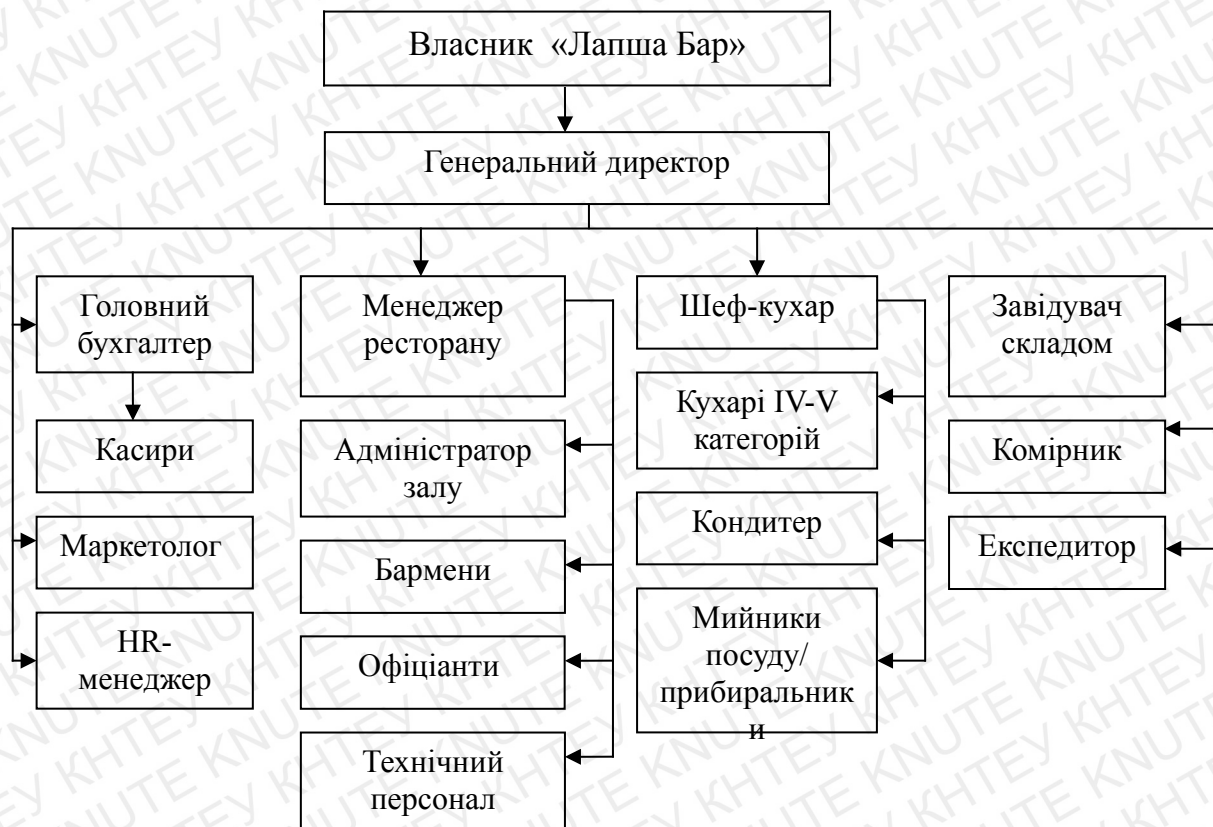 Власник «Лапша Бар»
Генеральний директор
Головний
бухгалтер
Касири
Маркетолог
HR-
менеджер
Менеджер
ресторану
Адміністратор
залу
Бармени
Офіціанти
Технічний
персонал
Шеф-кухар
Кухарі IV-V
категорій
Кондитер
Мийники
посуду/
прибиральник
и
Завідувач
складом
Комірник
Експедитор